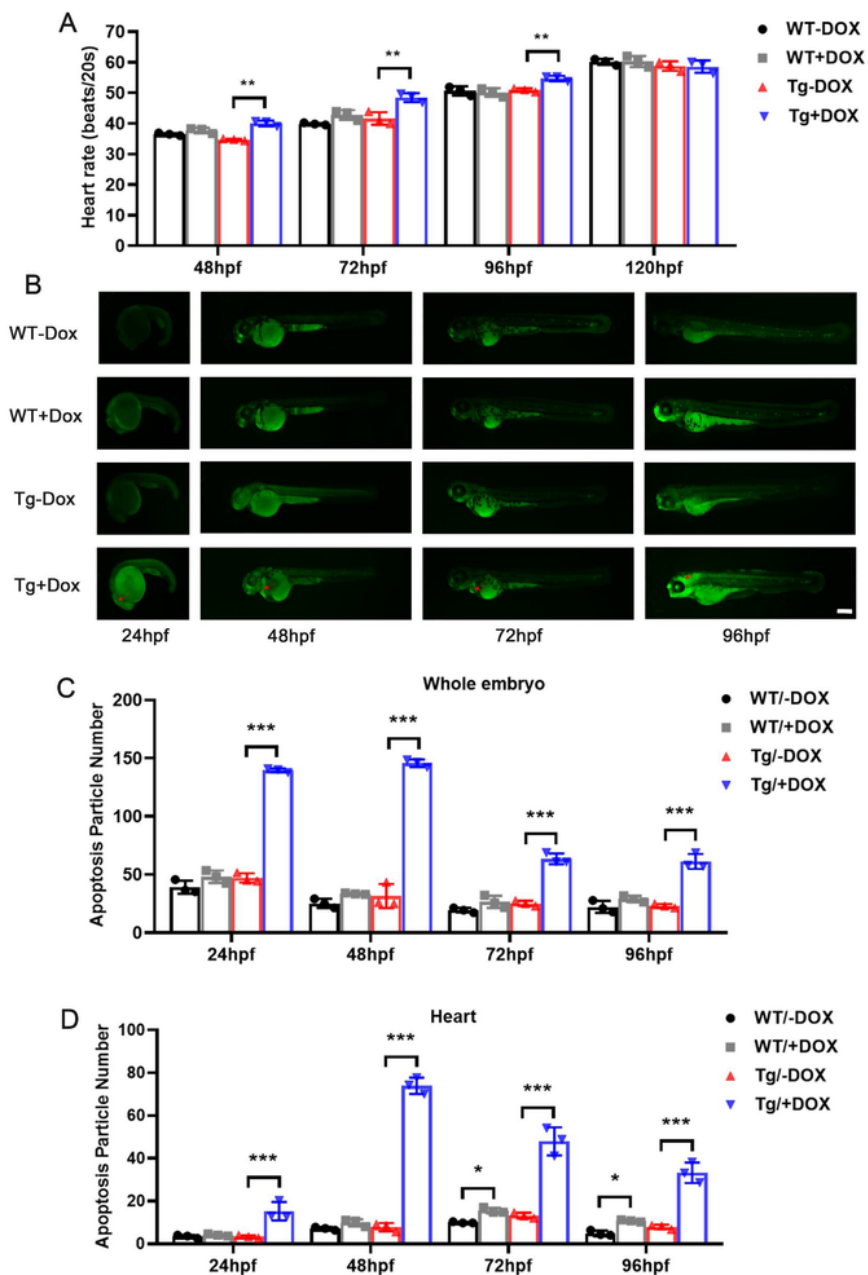 A
WT-DOX
WT+DOX
Tg-DOX
Tg+DOX
Heart rate (beats/20s)
70
60
50
40
30
20
10
0
** ** **
48hpf 72hpf 96hpf 120hpf
B
WT-Dox
WT+Dox
Tg-Dox
Tg+Dox
24hpf 48hpf 72hpf 96hpf
C
Whole embryo
WT/-DOX
WT/+DOX
Tg/-DOX
Tg/+DOX
Apoptosis Particle Number
200
150
100
50
0
*** *** *** ***
24hpf 48hpf 72hpf 96hpf
D
Heart
WT/-DOX
WT/+DOX
Tg/-DOX
Tg/+DOX
Apoptosis Particle Number
100
80
60
40
20
0
*** *** * *** * ***
24hpf 48hpf 72hpf 96hpf